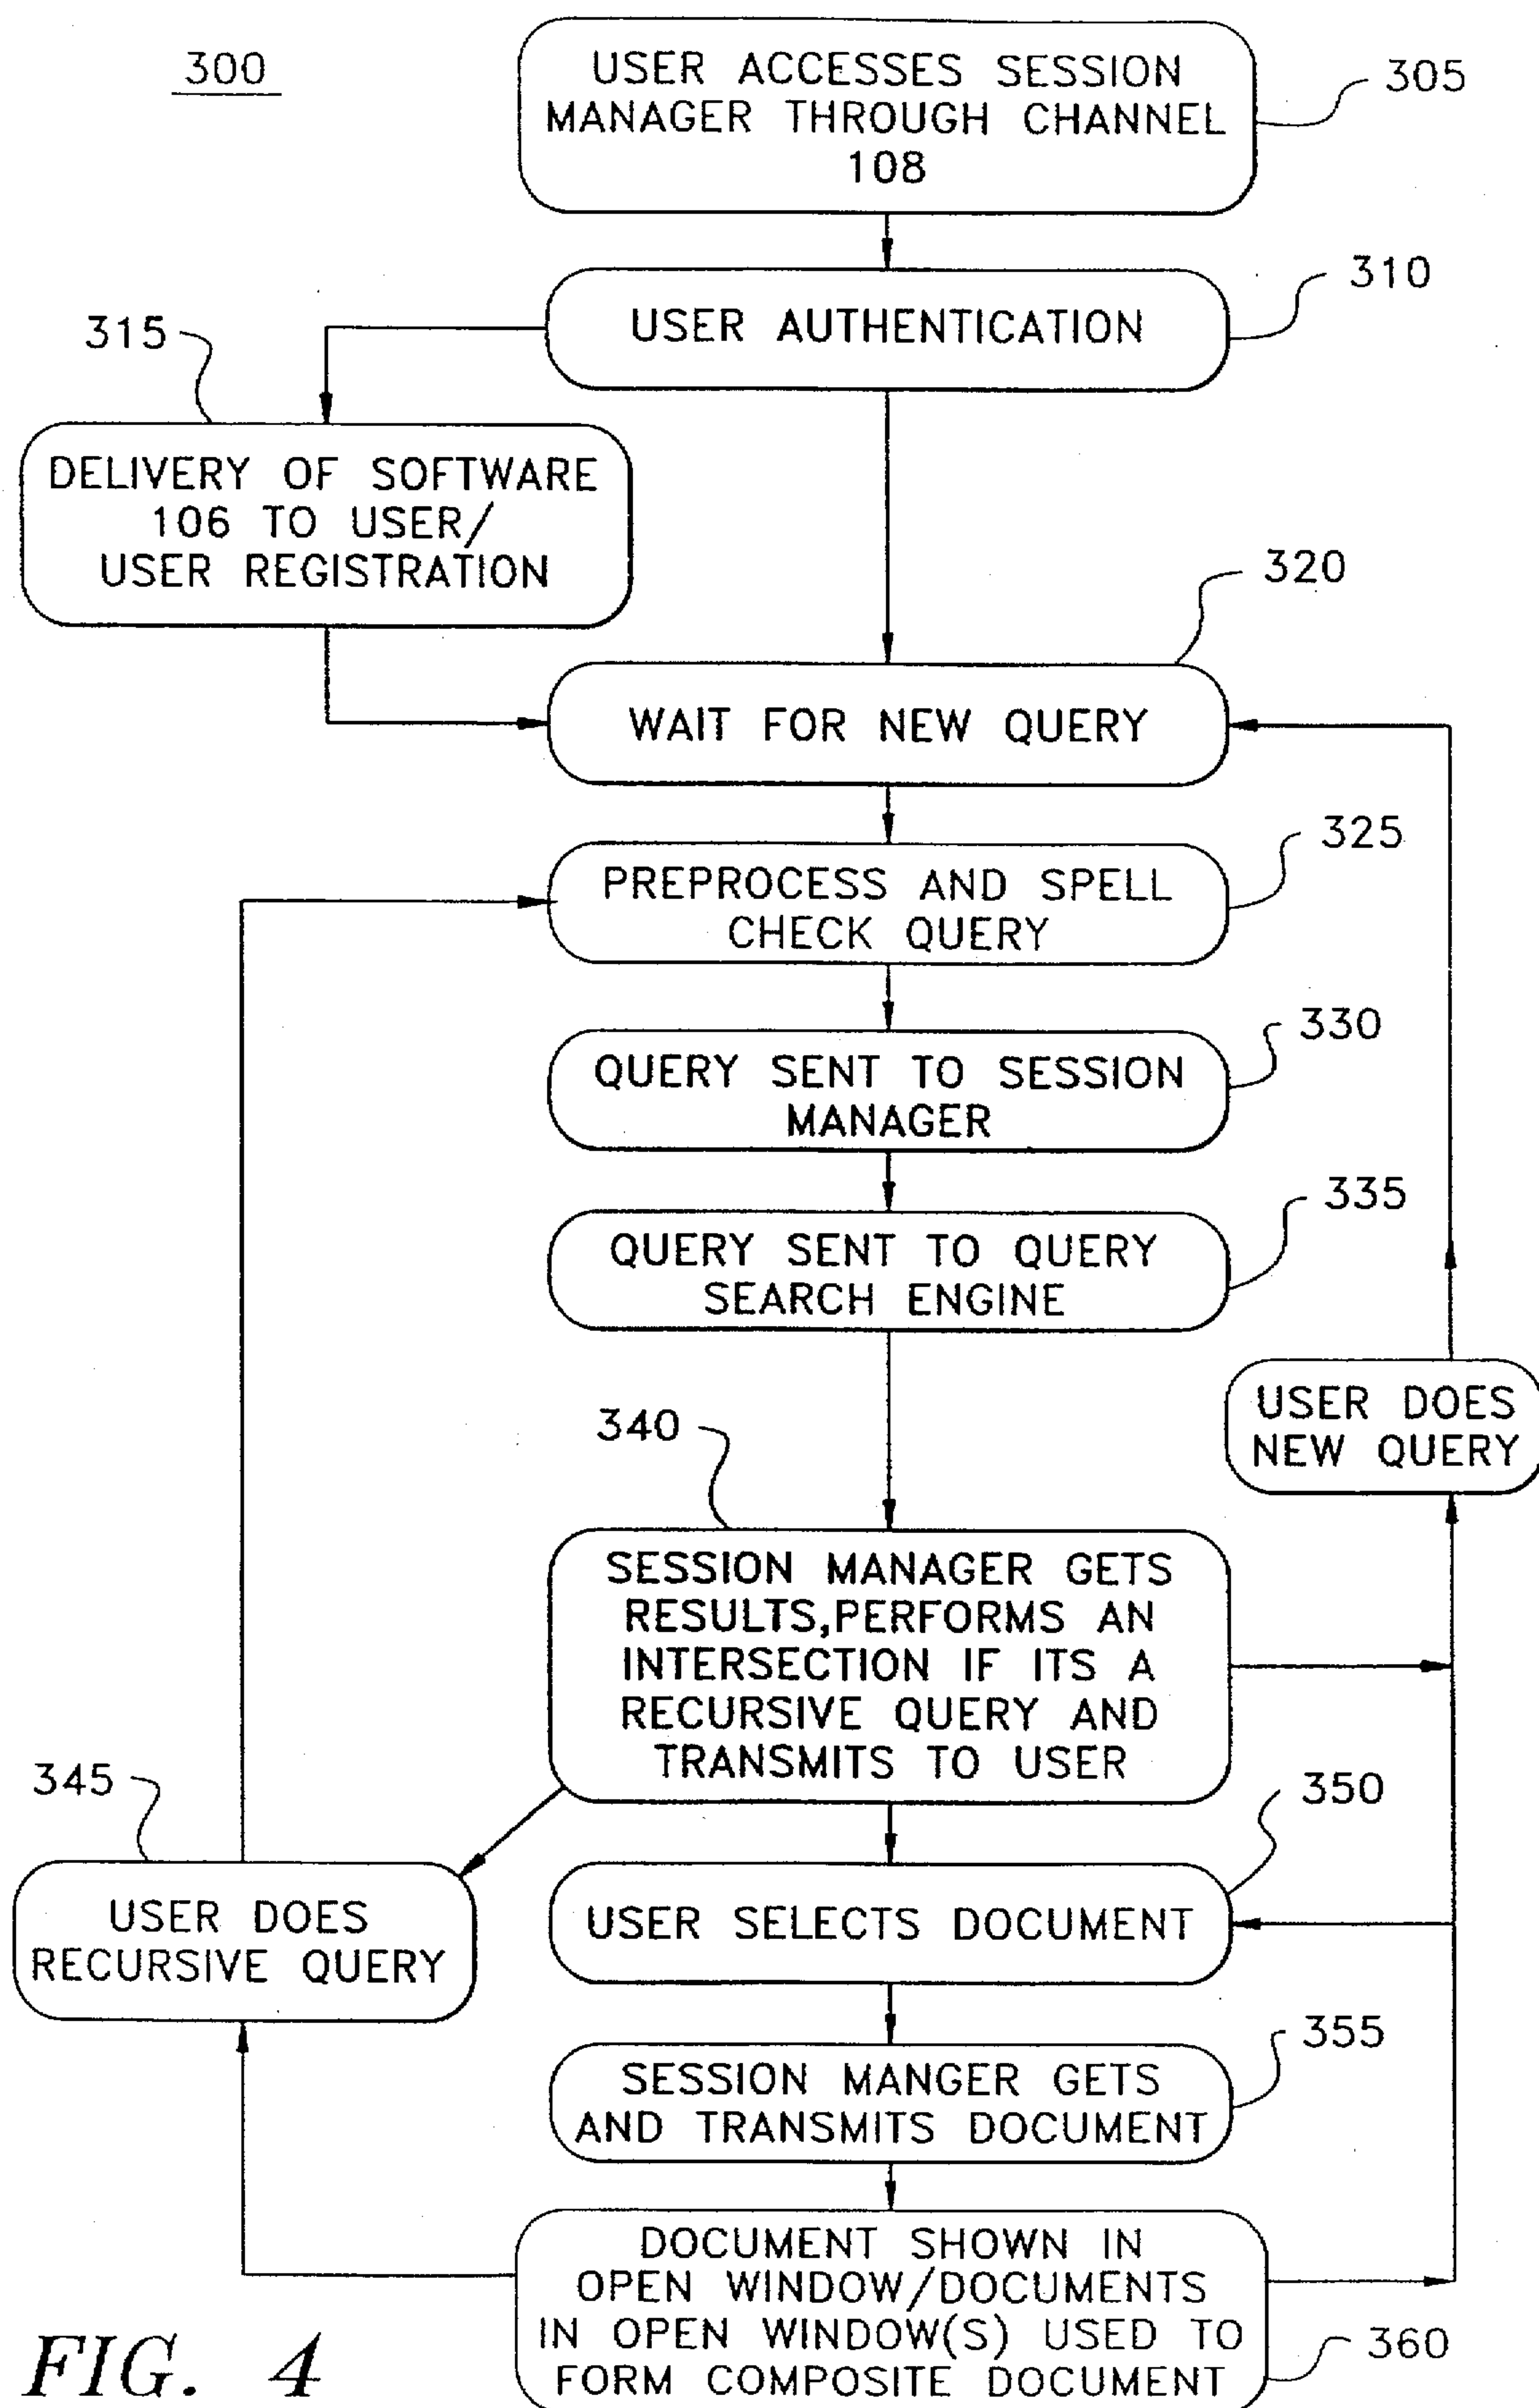 300
USER ACCESSES SESSION
MANAGER THROUGH CHANNEL
108
305
USER AUTHENTICATION
310
315
DELIVERY OF SOFTWARE
106 TO USER/
USER REGISTRATION
320
WAIT FOR NEW QUERY
325
PREPROCESS AND SPELL
CHECK QUERY
330
QUERY SENT TO SESSION
MANAGER
335
QUERY SENT TO QUERY
SEARCH ENGINE
USER DOES
NEW QUERY
340
SESSION MANAGER GETS
RESULTS,PERFORMS AN
INTERSECTION IF ITS A
RECURSIVE QUERY AND
TRANSMITS TO USER
345
USER DOES
RECURSIVE QUERY
350
USER SELECTS DOCUMENT
355
SESSION MANGER GETS
AND TRANSMITS DOCUMENT
DOCUMENT SHOWN IN
OPEN WINDOW/DOCUMENTS
IN OPEN WINDOW(S) USED TO
FORM COMPOSITE DOCUMENT
360
FIG. 4